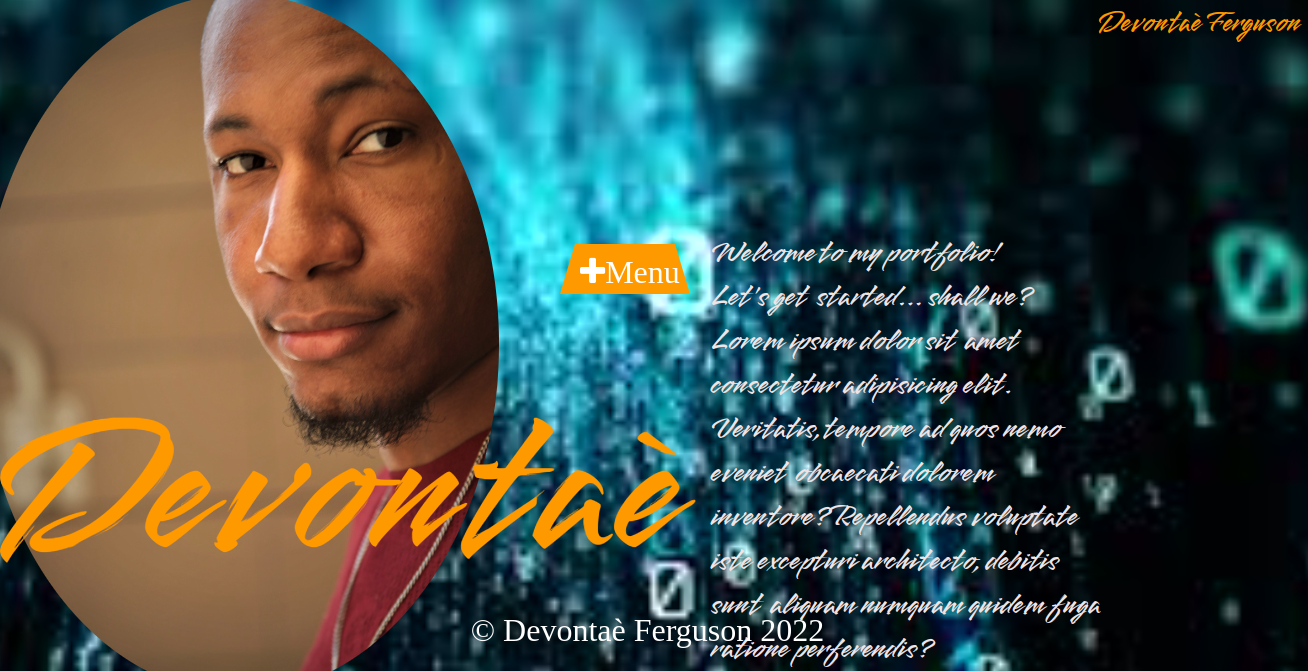 Devontaè Ferguson
Menu
Welcome to my portfolio!
Let's get started... shall we?
Lorem ipsum dolor sit amet
consectetur adipisicing elit.
Veritatis, tempore ad quos nemo
eveniet obcaecati dolorem
inventore? Repellendus voluptate
iste excepturi architecto, debitis
sunt aliquam numquam quidem fuga
ratione perferendis?
Devontaè
© Devontaè Ferguson 2022